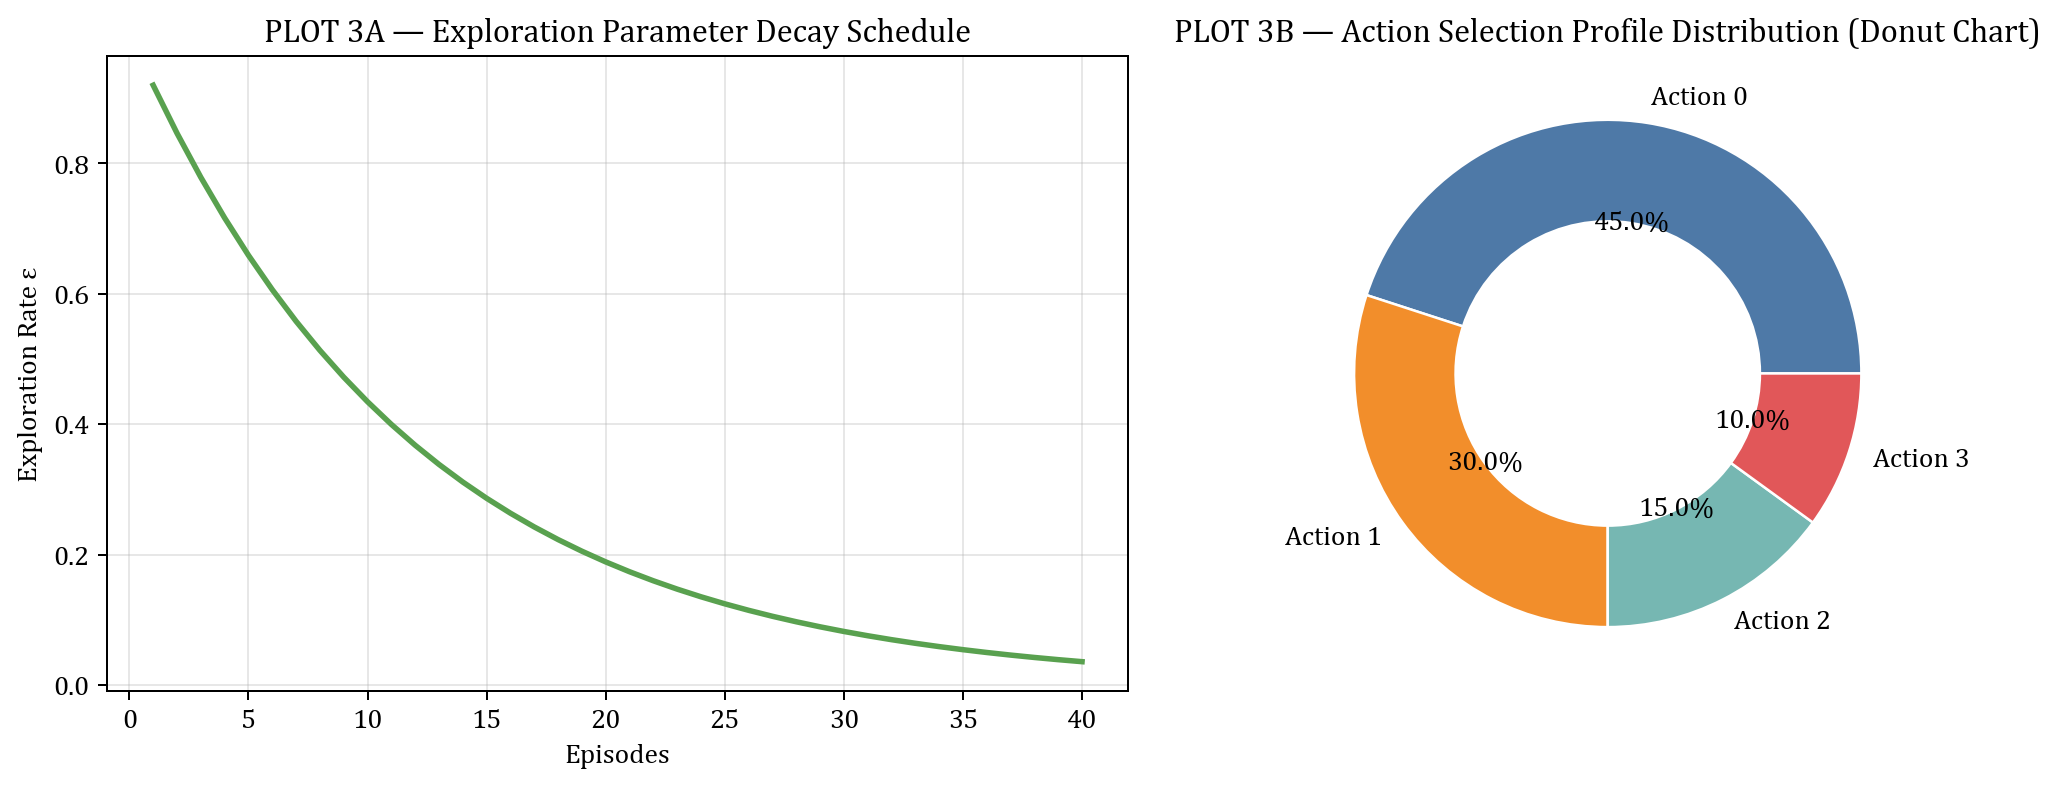 PLOT 3A — Exploration Parameter Decay Schedule
Exploration Rate ε
0.8
0.6
0.4
0.2
0.0
0 5 10 15 20 25 30 35 40
Episodes
PLOT 3B — Action Selection Profile Distribution (Donut Chart)
Action 0
45.0%
10.0%
Action 3
30.0%
15.0%
Action 1
Action 2